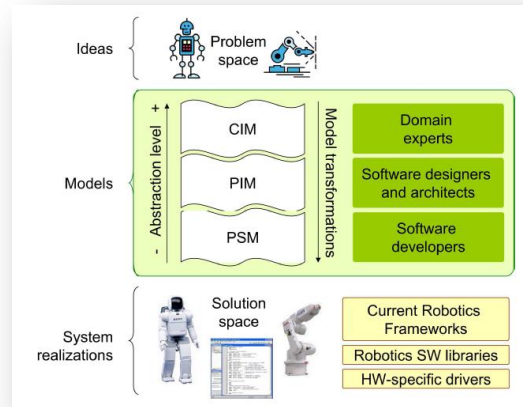 Ideas
Problem
space
Models
- Abstraction level +
CIM
PIM
PSM
Model transformations
Domain
experts
Software designers
and architects
Software
developers
System
realizations
Solution
space
Current Robotics
Frameworks
Robotics SW libraries
HW-specific drivers